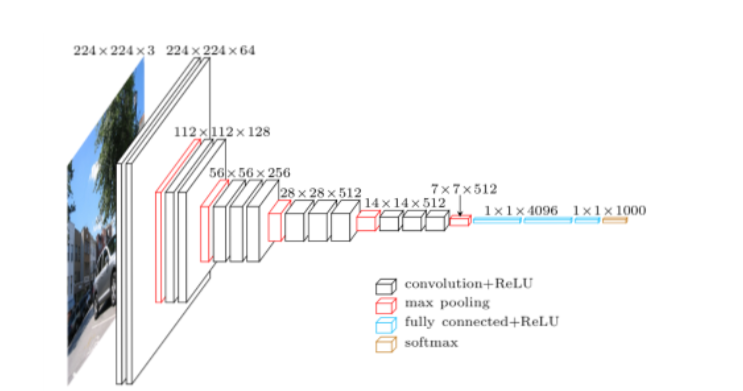 224×224×3 224×224×64
112×112×128
56×56×256
28×28×512
14×14×512
7×7×512
1×1×4096 1×1×1000
convolution+ReLU
max pooling
fully connected+ReLU
softmax